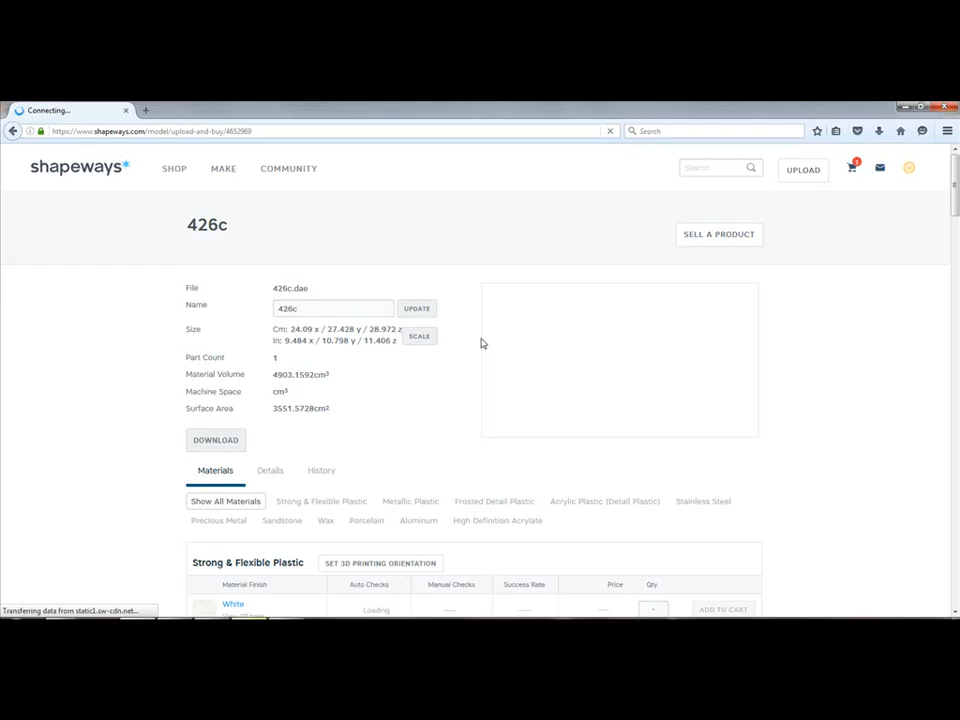 Connecting...
https://www.shapeways.com/model/upload-and-buy/4652969
Search
shapeways*
SHOP
MAKE
COMMUNITY
Search
UPLOAD
1
426c
SELL A PRODUCT
File 426c.dae
Name 426c UPDATE
Size Cm: 24.09 x / 27.428 y / 28.972 z
In: 9.484 x / 10.798 y / 11.406 z
SCALE
Part Count 1
Material Volume 4903.1592cm³
Machine Space cm³
Surface Area 3551.5728cm²
DOWNLOAD
Materials Details History
Show All Materials Strong & Flexible Plastic Metallic Plastic Frosted Detail Plastic Acrylic Plastic (Detail Plastic) Stainless Steel
Precious Metal Sandstone Wax Porcelain Aluminum High Definition Acrylate
Strong & Flexible Plastic SET 3D PRINTING ORIENTATION
Material Finish Auto Checks Manual Checks Success Rate Price Qty.
White Loading --- --- --- - ADD TO CART
Transferring data from static1.sw-cdn.net...